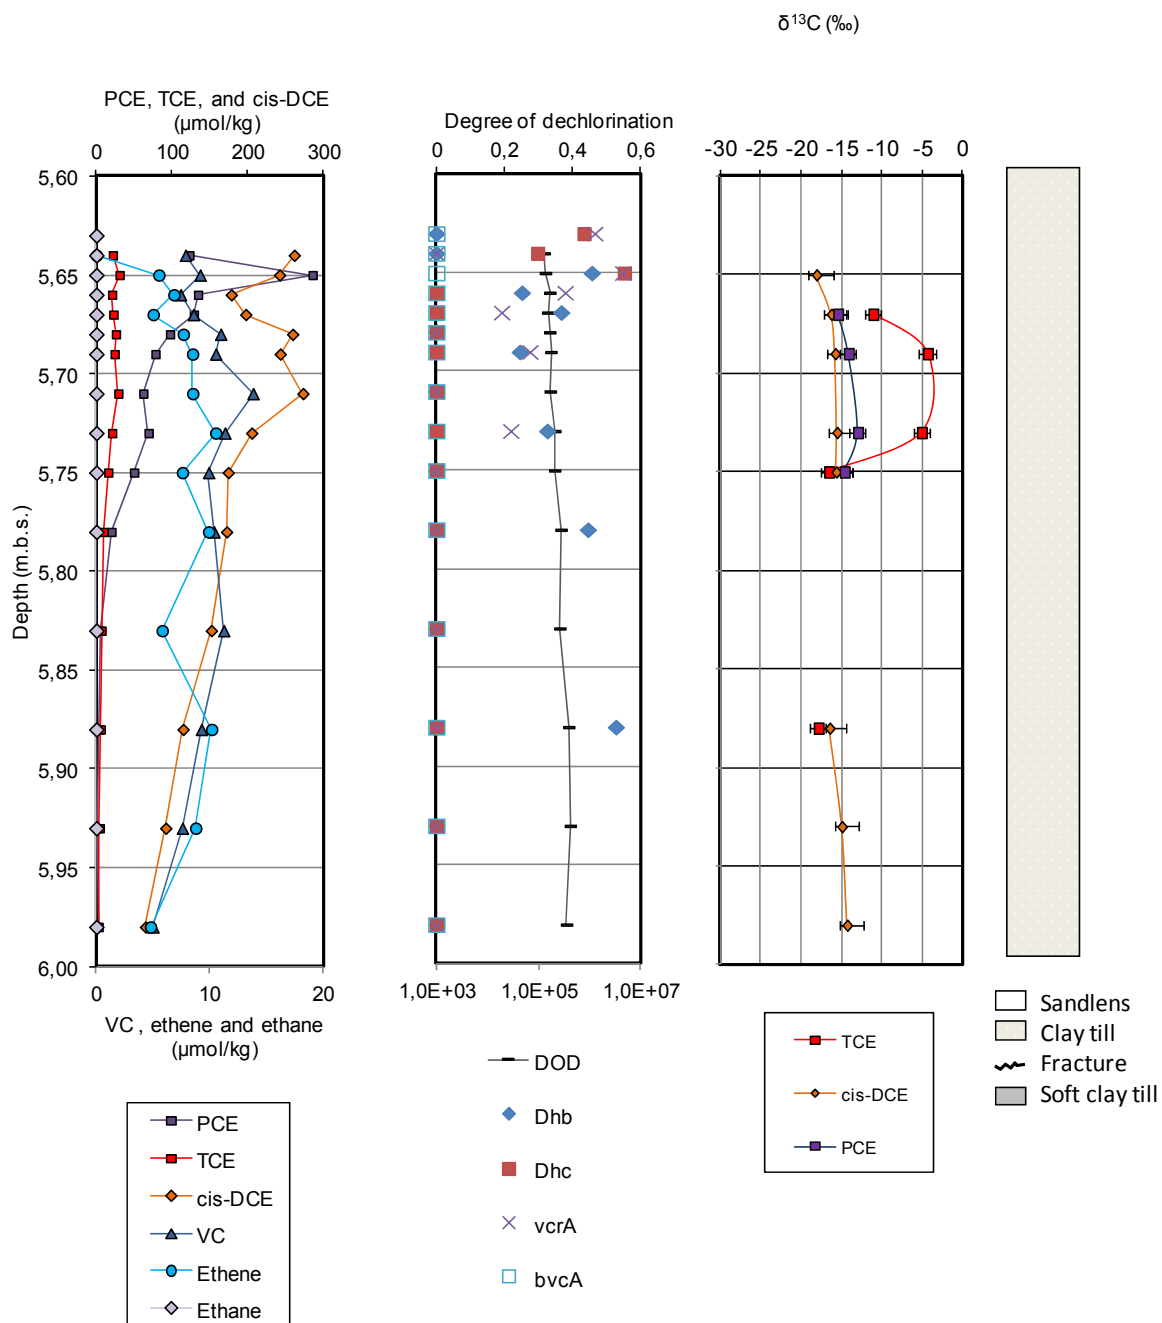 δ¹³C (‰)
PCE, TCE, and cis-DCE
(µmol/kg)
0 100 200 300
Degree of dechlorination
0 0,2 0,4 0,6
-30 -25 -20 -15 -10 -5 0
Depth (m.b.s.)
5,60
5,65
5,70
5,75
5,80
5,85
5,90
5,95
6,00
0 10 20
VC , ethene and ethane
(µmol/kg)
1,0E+03 1,0E+05 1,0E+07
PCE
TCE
cis-DCE
VC
Ethene
Ethane
DOD
Dhb
Dhc
vcrA
bvcA
TCE
cis-DCE
PCE
Sandlens
Clay till
Fracture
Soft clay till